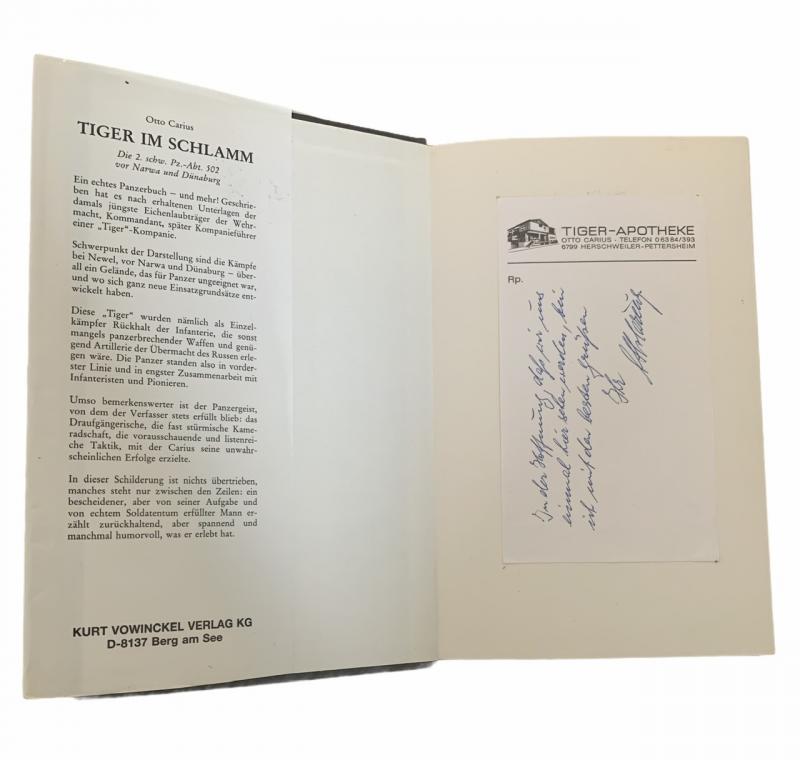 Otto Carius
TIGER IM SCHLAMM
Die 2. schw. Pz.-Abt. 502
vor Narwa und Dünaburg
Ein echtes Panzerbuch – und mehr! Geschrie-
ben hat es nach erhaltenen Unterlagen der
damals jüngste Eichenlaubträger der Wehr-
macht, Kommandant, später Kompanieführer
einer „Tiger"-Kompanie.
Schwerpunkt der Darstellung sind die Kämpfe
bei Newel, vor Narwa und Dünaburg – über-
all ein Gelände, das für Panzer ungeeignet war,
und wo sich ganz neue Einsatzgrundsätze ent-
wickelt haben.
Diese „Tiger" wurden nämlich als Einzel-
kämpfer Rückhalt der Infanterie, die sonst
mangels panzerbrechender Waffen und genü-
gend Artillerie der Übermacht des Russen erle-
gen wäre. Die Panzer standen also in vorder-
ster Linie und in engster Zusammenarbeit mit
Infanteristen und Pionieren.
Umso bemerkenswerter ist der Panzergeist,
von dem der Verfasser stets erfüllt blieb: das
Draufgängerische, die fast stürmische Kame-
radschaft, die vorausschauende und listenrei-
che Taktik, mit der Carius seine unwahr-
scheinlichen Erfolge erzielte.
In dieser Schilderung ist nichts übertrieben,
manches steht nur zwischen den Zeilen: ein
bescheidener, aber von seiner Aufgabe und
von echtem Soldatentum erfüllter Mann er-
zählt zurückhaltend, aber spannend und
manchmal humorvoll, was er erlebt hat.
KURT VOWINCKEL VERLAG KG
D-8137 Berg am See
TIGER-APOTHEKE
OTTO CARIUS · TELEFON 0 63 84/393
6799 HERSCHWEILER-PETTERSHEIM
Rp.
In der Hoffnung, daß wir uns
einmal hier sehen werden, bin
ich mit den besten Grüßen
Ihr
Otto Carius